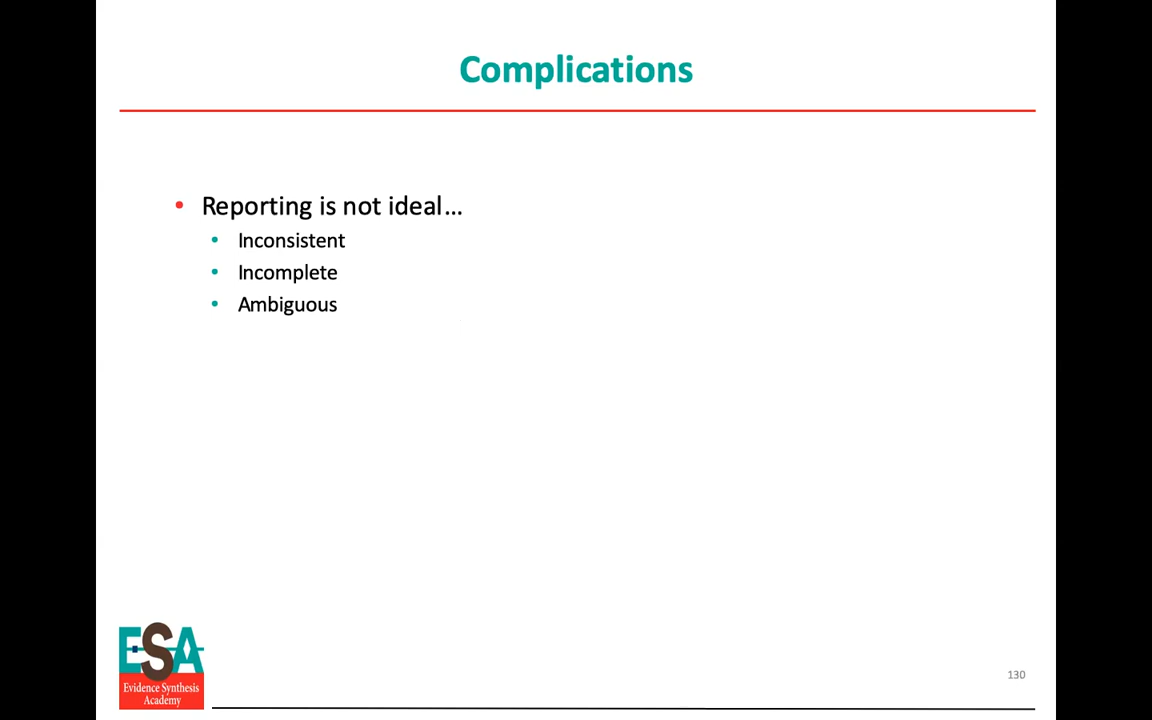 Complications
• Reporting is not ideal…
• Inconsistent
• Incomplete
• Ambiguous
ESA
Evidence Synthesis
Academy
130